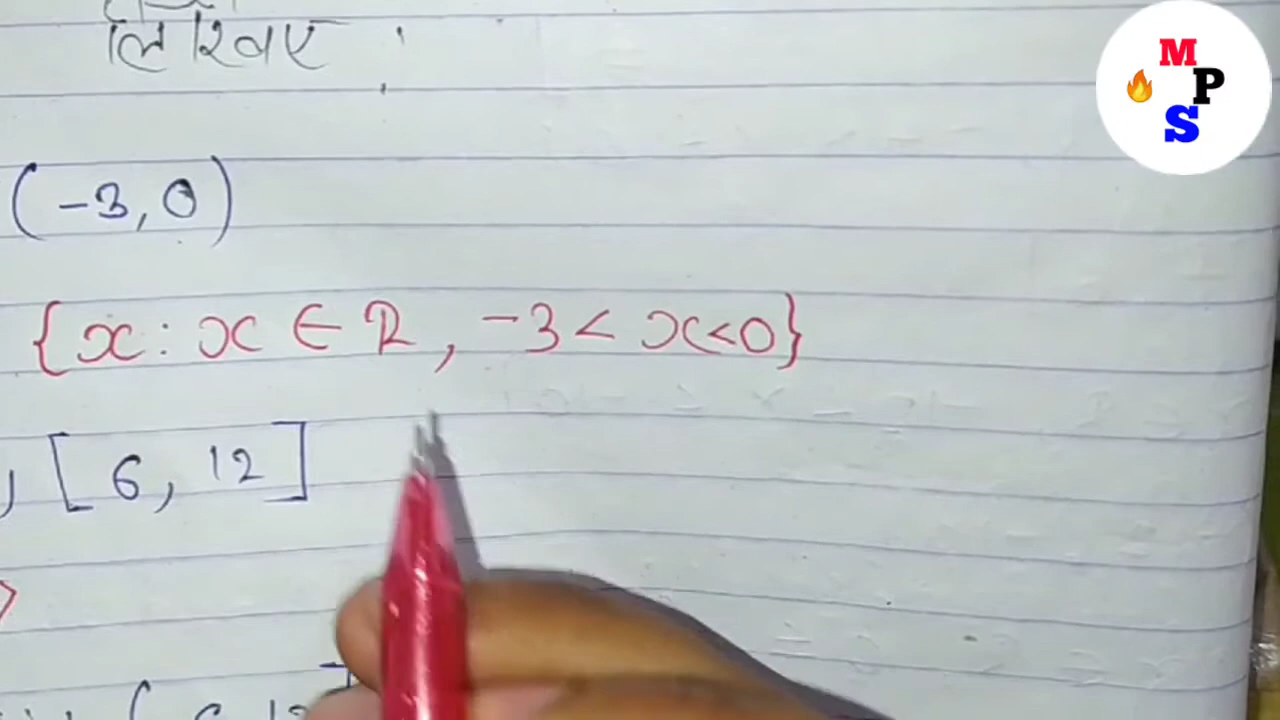 लिखिए :
M
P
S
(-3, 0)
{x : x ∈ R, -3 < x < 0}
[6, 12]